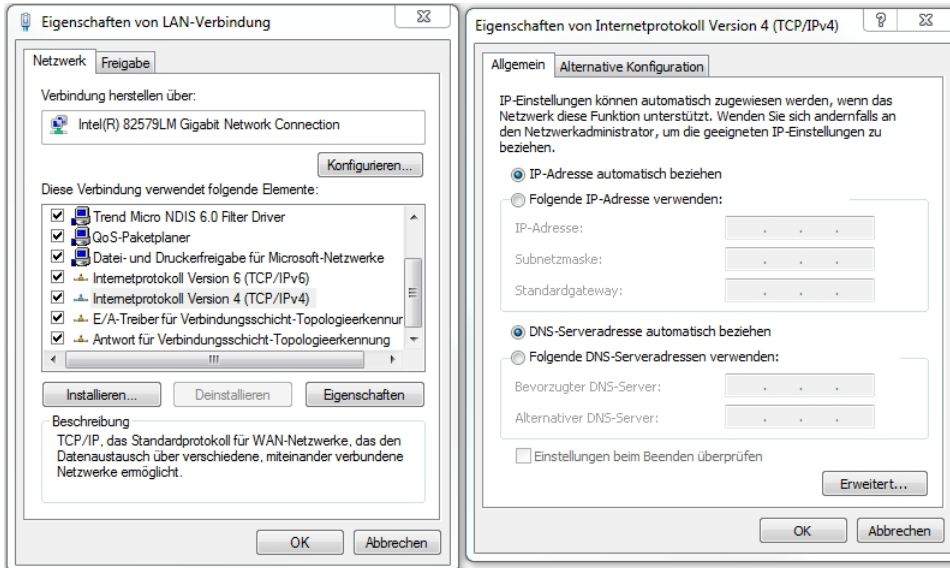 Eigenschaften von LAN-Verbindung
Netzwerk
Freigabe
Verbindung herstellen über:
Intel(R) 82579LM Gigabit Network Connection
Konfigurieren...
Diese Verbindung verwendet folgende Elemente:
Trend Micro NDIS 6.0 Filter Driver
QoS-Paketplaner
Datei- und Druckerfreigabe für Microsoft-Netzwerke
Internetprotokoll Version 6 (TCP/IPv6)
Internetprotokoll Version 4 (TCP/IPv4)
E/A-Treiber für Verbindungsschicht-Topologieerkennur
Antwort für Verbindungsschicht-Topologieerkennung
Installieren...
Deinstallieren
Eigenschaften
Beschreibung
TCP/IP, das Standardprotokoll für WAN-Netzwerke, das den
Datenaustausch über verschiedene, miteinander verbundene
Netzwerke ermöglicht.
OK
Abbrechen
Eigenschaften von Internetprotokoll Version 4 (TCP/IPv4)
?
Allgemein
Alternative Konfiguration
IP-Einstellungen können automatisch zugewiesen werden, wenn das
Netzwerk diese Funktion unterstützt. Wenden Sie sich andernfalls an
den Netzwerkadministrator, um die geeigneten IP-Einstellungen zu
beziehen.
IP-Adresse automatisch beziehen
Folgende IP-Adresse verwenden:
IP-Adresse:
. . .
Subnetzmaske:
. . .
Standardgateway:
. . .
DNS-Serveradresse automatisch beziehen
Folgende DNS-Serveradressen verwenden:
Bevorzugter DNS-Server:
. . .
Alternativer DNS-Server:
. . .
Einstellungen beim Beenden überprüfen
Erweitert...
OK
Abbrechen